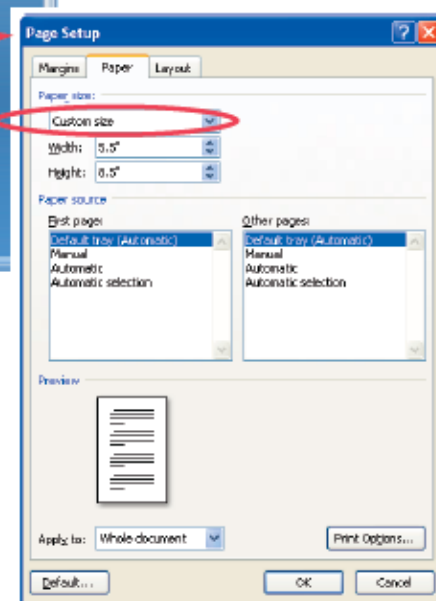 Page Setup
Margins Paper Layout
Paper size:
Custom size
Width: 5.5"
Height: 8.5"
Paper source
First page: Other pages:
Default tray (Automatic) Default tray (Automatic)
Manual Manual
Automatic Automatic
Automatic selection Automatic selection
Preview
Apply to: Whole document Print Options...
Default... OK Cancel